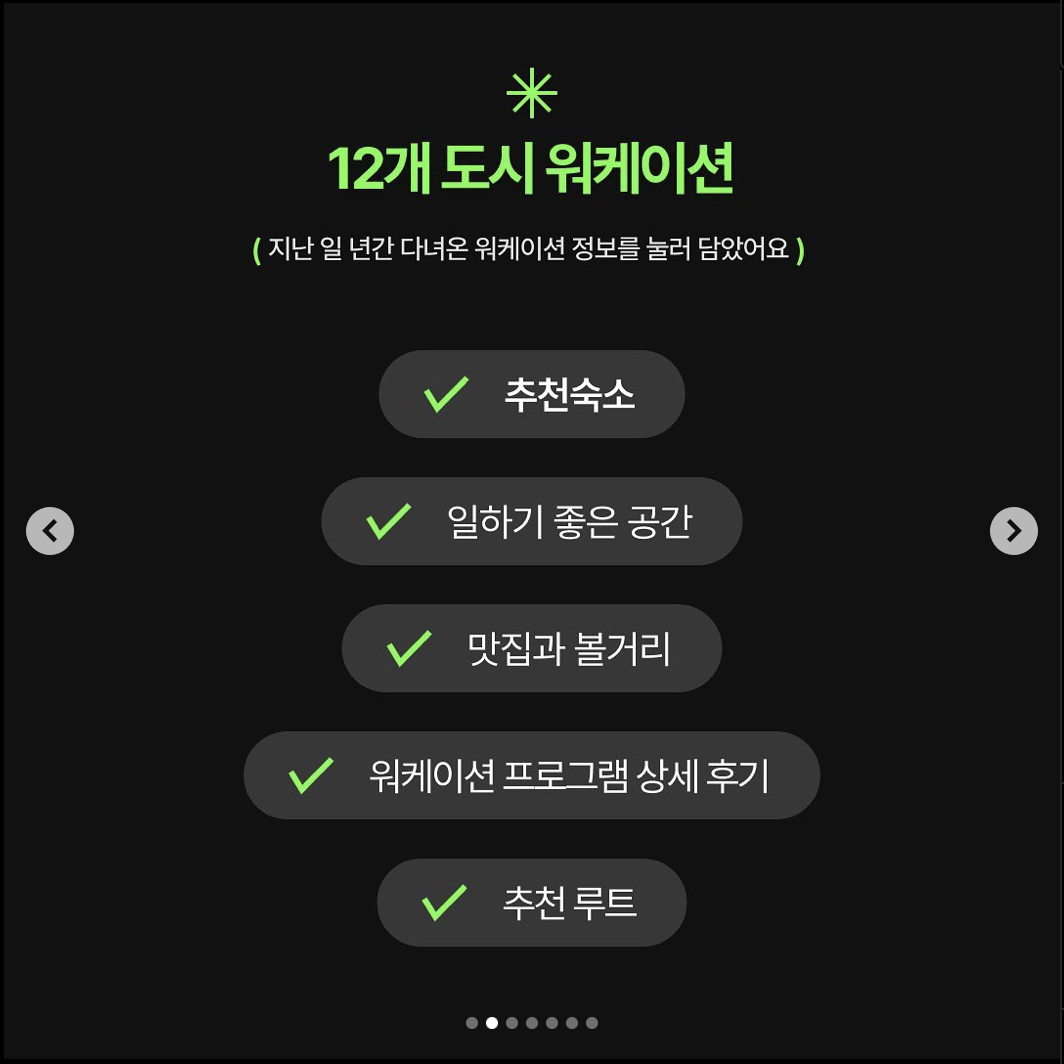 12개 도시 워케이션
( 지난 일 년간 다녀온 워케이션 정보를 눌러 담았어요 )
추천숙소
일하기 좋은 공간
맛집과 볼거리
워케이션 프로그램 상세 후기
추천 루트